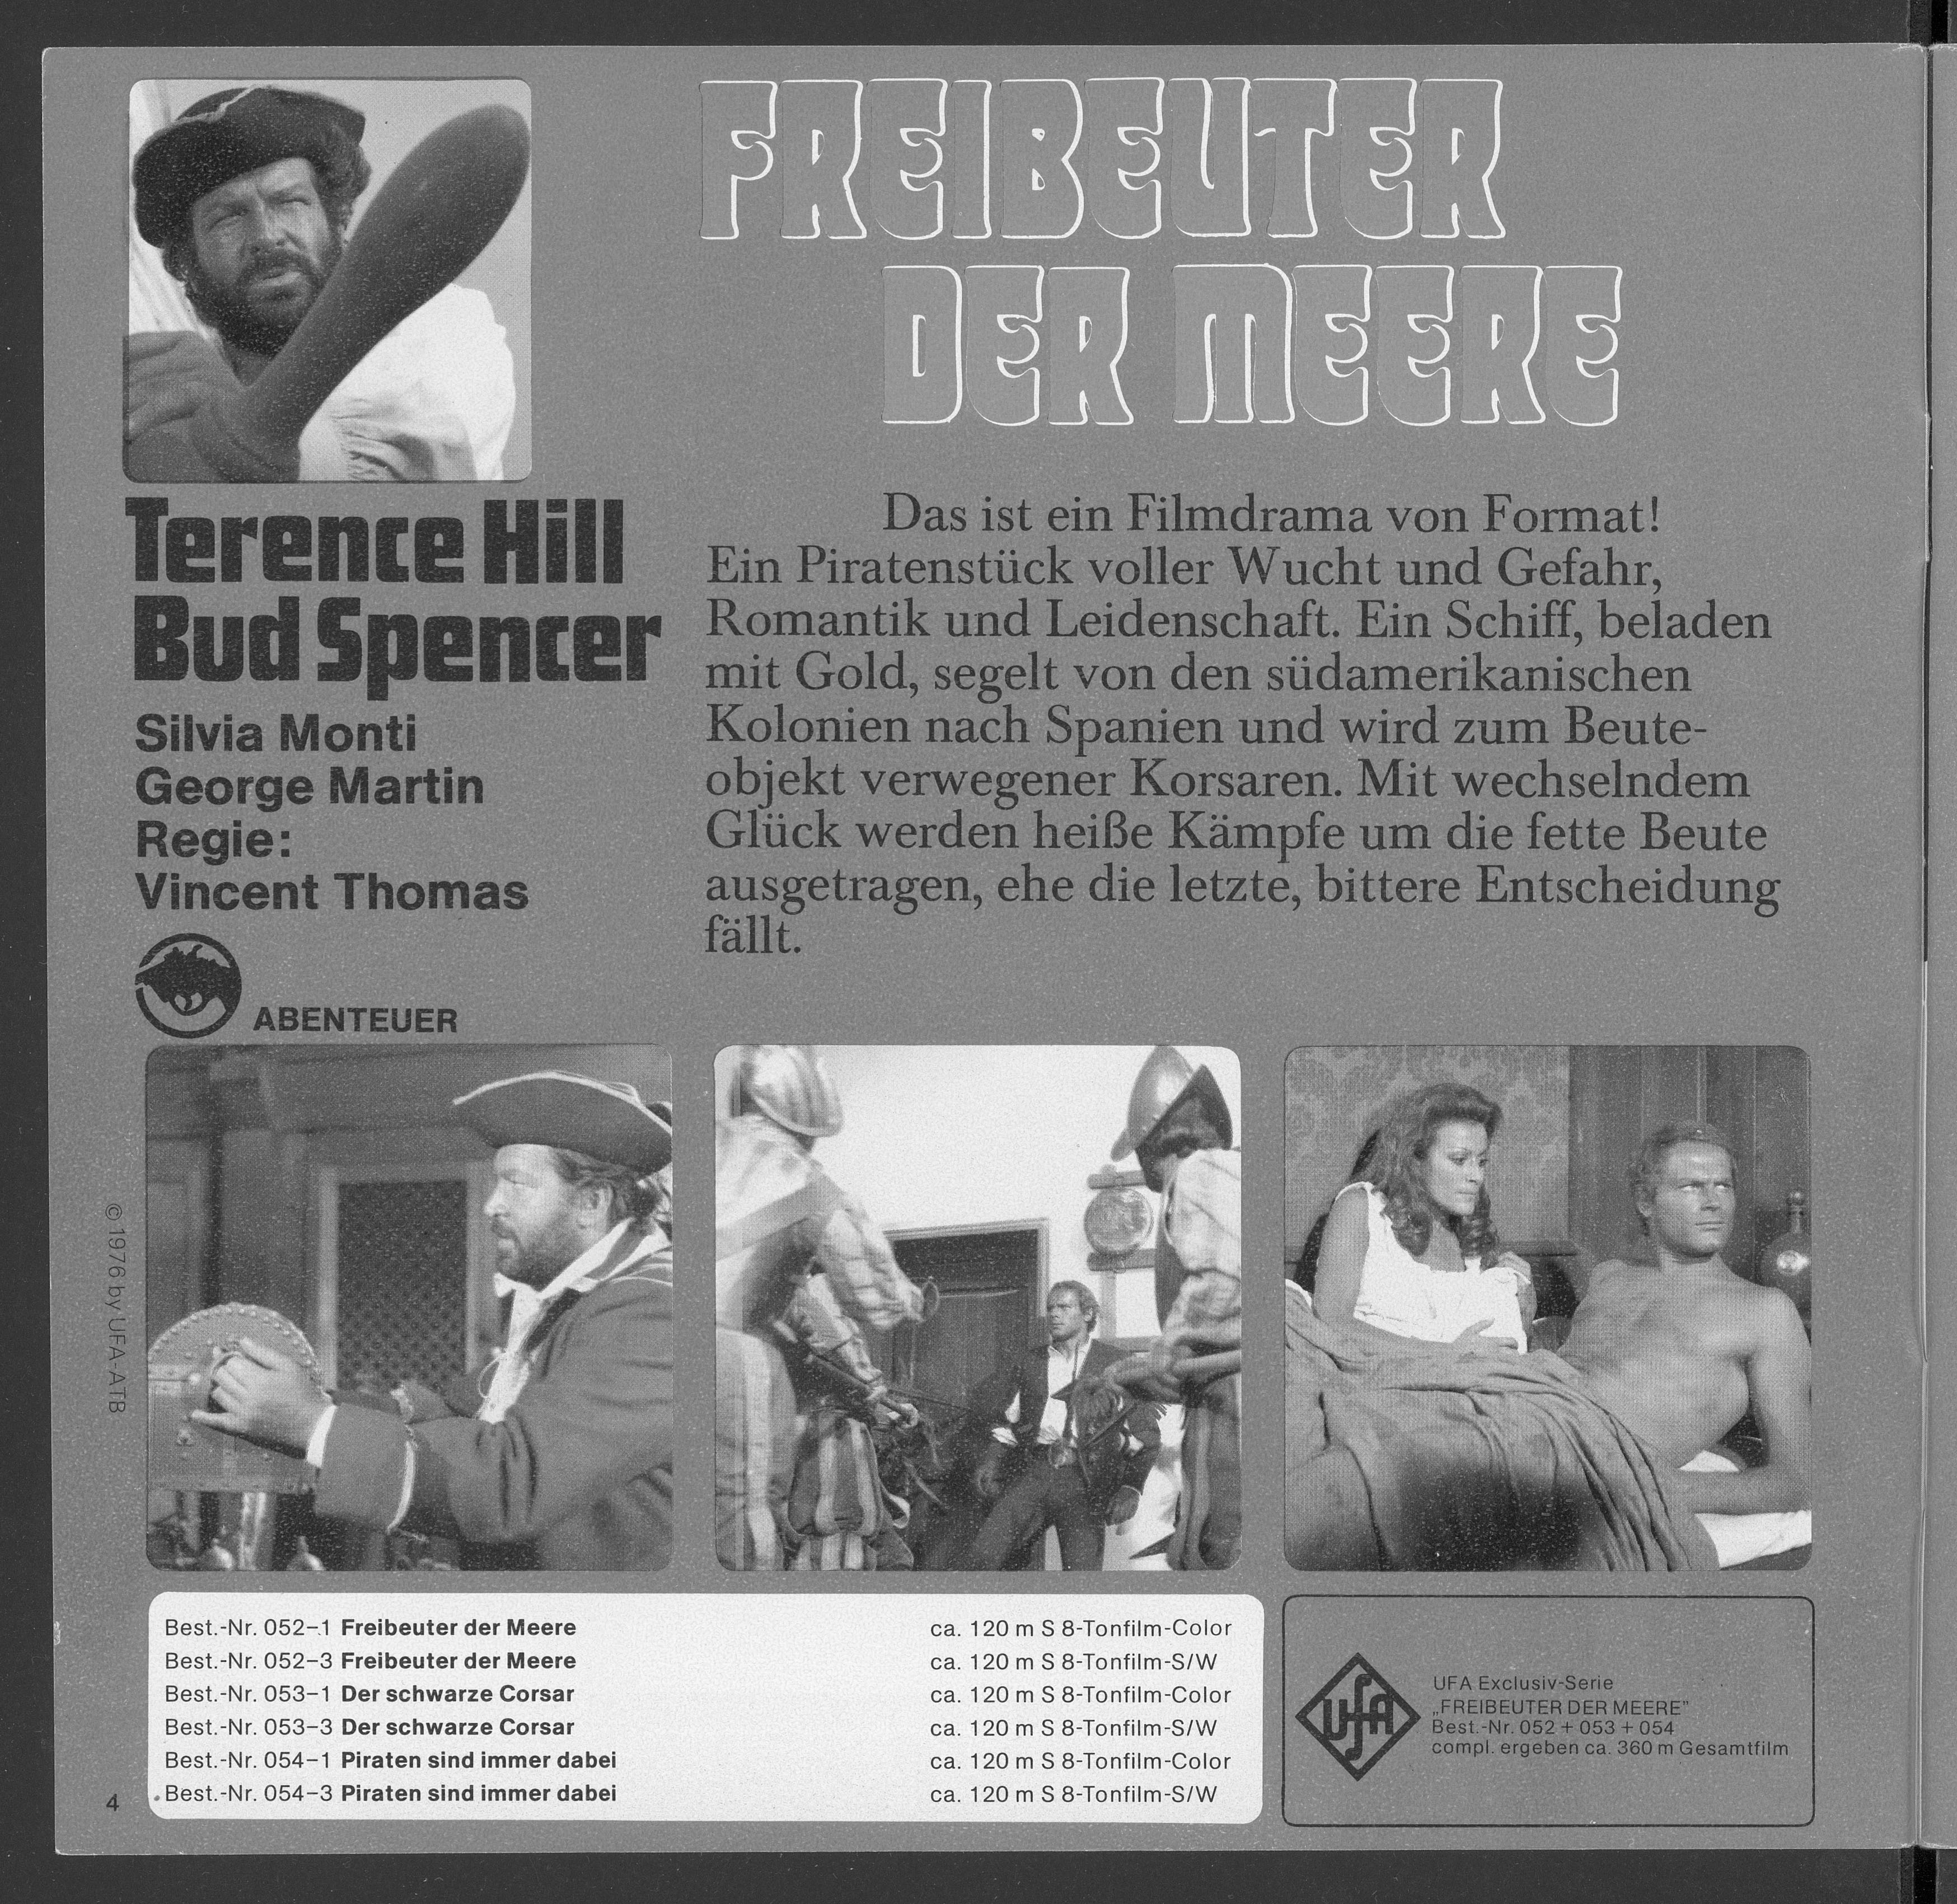 FREIBEUTER
DER MEERE
Terence Hill
Bud Spencer
Silvia Monti
George Martin
Regie:
Vincent Thomas
ABENTEUER
Das ist ein Filmdrama von Format!
Ein Piratenstück voller Wucht und Gefahr,
Romantik und Leidenschaft. Ein Schiff, beladen
mit Gold, segelt von den südamerikanischen
Kolonien nach Spanien und wird zum Beute-
objekt verwegener Korsaren. Mit wechselndem
Glück werden heiße Kämpfe um die fette Beute
ausgetragen, ehe die letzte, bittere Entscheidung
fällt.
© 1976 by UFA-ATB
Best.-Nr. 052–1 Freibeuter der Meere ca. 120 m S 8-Tonfilm-Color
Best.-Nr. 052–3 Freibeuter der Meere ca. 120 m S 8-Tonfilm-S/W
Best.-Nr. 053–1 Der schwarze Corsar ca. 120 m S 8-Tonfilm-Color
Best.-Nr. 053–3 Der schwarze Corsar ca. 120 m S 8-Tonfilm-S/W
Best.-Nr. 054–1 Piraten sind immer dabei ca. 120 m S 8-Tonfilm-Color
Best.-Nr. 054–3 Piraten sind immer dabei ca. 120 m S 8-Tonfilm-S/W
UfA
UFA Exclusiv-Serie
„FREIBEUTER DER MEERE”
Best.-Nr. 052 + 053 + 054
compl. ergeben ca. 360 m Gesamtfilm
4